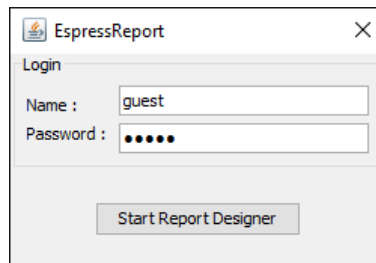 EspressReport
Login
Name : guest
Password : •••••
Start Report Designer